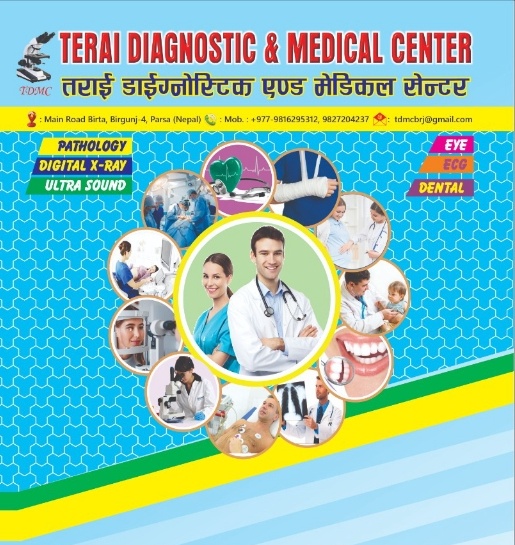 TERAI DIAGNOSTIC & MEDICAL CENTER
TDMC
तराई डाईग्नोस्टिक एण्ड मेडिकल सेन्टर
: Main Road Birta, Birgunj-4, Parsa (Nepal) : Mob. : +977-9816295312, 9827204237 : tdmcbrj@gmail.com
PATHOLOGY
DIGITAL X-RAY
ULTRA SOUND
EYE
ECG
DENTAL